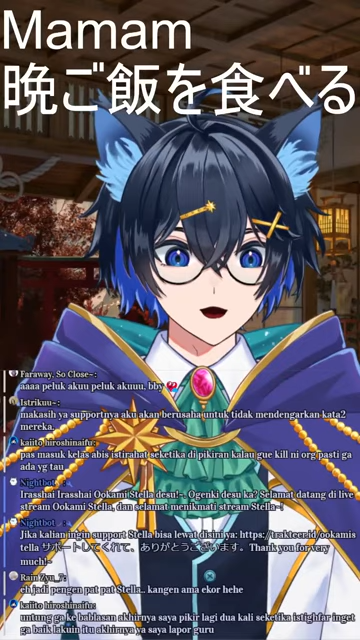 Mamam
晩ご飯を食べる
Faraway, So Close~:
aaaa peluk akuu peluk akuuu, bby
Istrikuu~:
makasih ya supportnya aku akan berusaha untuk tidak mendengarkan kata2
mereka.
kaiito hiroshinaifu:
pas masuk kelas abis istirahat seketika di pikiran kalau gue kill ni org pasti ga
ada yg tau
Nightbot
Irasshai Irasshai Ookami Stella desu!~. Ogenki desu ka? Selamat datang di live
stream Ookami Stella, dan selamat menikmati stream Stella~!
Nightbot
Jika kalian ingin support Stella bisa lewat disini ya: https://trakteer.id/ookamis
tella サポートしてくれて、ありがとうございます。Thank you for very
much!~
Rain Zyu_7:
eh jadi pengen pat pat Stella.. kangen ama ekor hehe
kaiito hiroshinaifu:
untung ga ke bablasan akhirnya saya pikir lagi dua kali seketika istighfar inget
ga baik lakuin itu akhirnya wa saya lapor guru